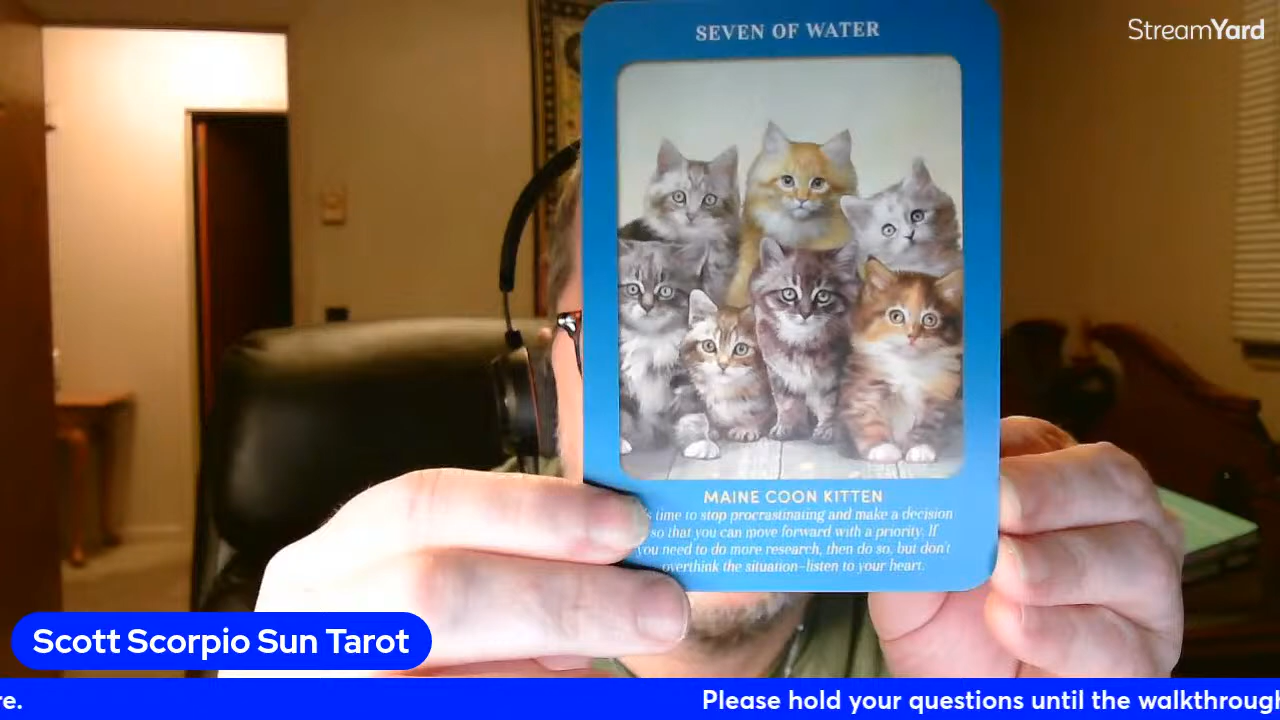 SEVEN OF WATER
StreamYard
MAINE COON KITTEN
time to stop procrastinating and make a decision
so that you can move forward with a priority. If
you need to do more research, then do so, but don't
overthink the situation—listen to your heart.
Scott Scorpio Sun Tarot
re.
Please hold your questions until the walkthrough